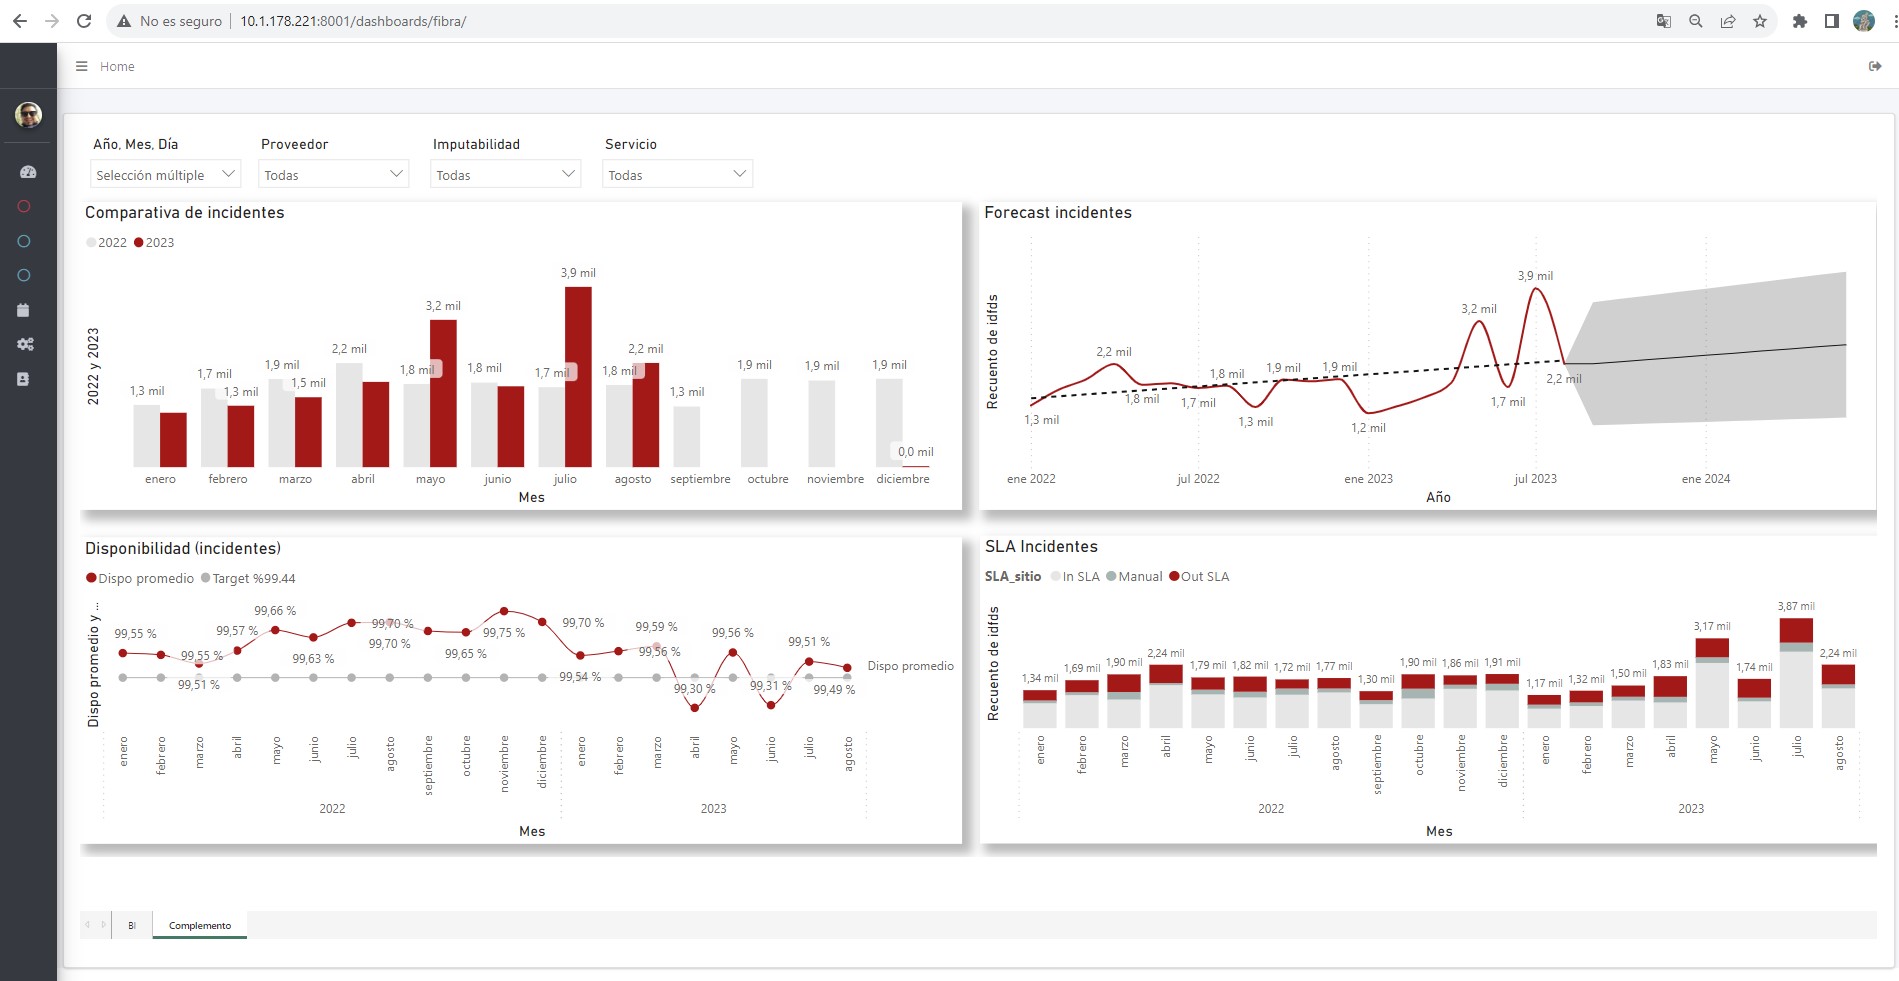 No es seguro
10.1.178.221:8001/dashboards/fibra/
Home
Año, Mes, Día
Proveedor
Imputabilidad
Servicio
Selección múltiple
Todas
Todas
Todas
Comparativa de incidentes
2022
2023
2022 y 2023
1,3 mil
1,7 mil
1,3 mil
1,9 mil
1,5 mil
2,2 mil
1,8 mil
3,2 mil
1,8 mil
1,7 mil
3,9 mil
1,8 mil
2,2 mil
1,3 mil
1,9 mil
1,9 mil
1,9 mil
0,0 mil
enero
febrero
marzo
abril
mayo
junio
julio
agosto
septiembre
octubre
noviembre
diciembre
Mes
Forecast incidentes
Recuento de idfds
1,3 mil
2,2 mil
1,8 mil
1,7 mil
1,8 mil
1,3 mil
1,9 mil
1,9 mil
1,2 mil
3,2 mil
1,7 mil
3,9 mil
2,2 mil
ene 2022
jul 2022
ene 2023
jul 2023
ene 2024
Año
Disponibilidad (incidentes)
Dispo promedio
Target %99.44
Dispo promedio y ...
99,55 %
99,55 %
99,51 %
99,57 %
99,66 %
99,63 %
99,70 %
99,70 %
99,65 %
99,75 %
99,70 %
99,54 %
99,59 %
99,56 %
99,30 %
99,56 %
99,31 %
99,51 %
99,49 %
Dispo promedio
enero
febrero
marzo
abril
mayo
junio
julio
agosto
septiembre
octubre
noviembre
diciembre
enero
febrero
marzo
abril
mayo
junio
julio
agosto
2022
2023
Mes
SLA Incidentes
SLA_sitio
In SLA
Manual
Out SLA
Recuento de idfds
1,34 mil
1,69 mil
1,90 mil
2,24 mil
1,79 mil
1,82 mil
1,72 mil
1,77 mil
1,30 mil
1,90 mil
1,86 mil
1,91 mil
1,17 mil
1,32 mil
1,50 mil
1,83 mil
3,17 mil
1,74 mil
3,87 mil
2,24 mil
enero
febrero
marzo
abril
mayo
junio
julio
agosto
septiembre
octubre
noviembre
diciembre
enero
febrero
marzo
abril
mayo
junio
julio
agosto
2022
2023
Mes
BI
Complemento